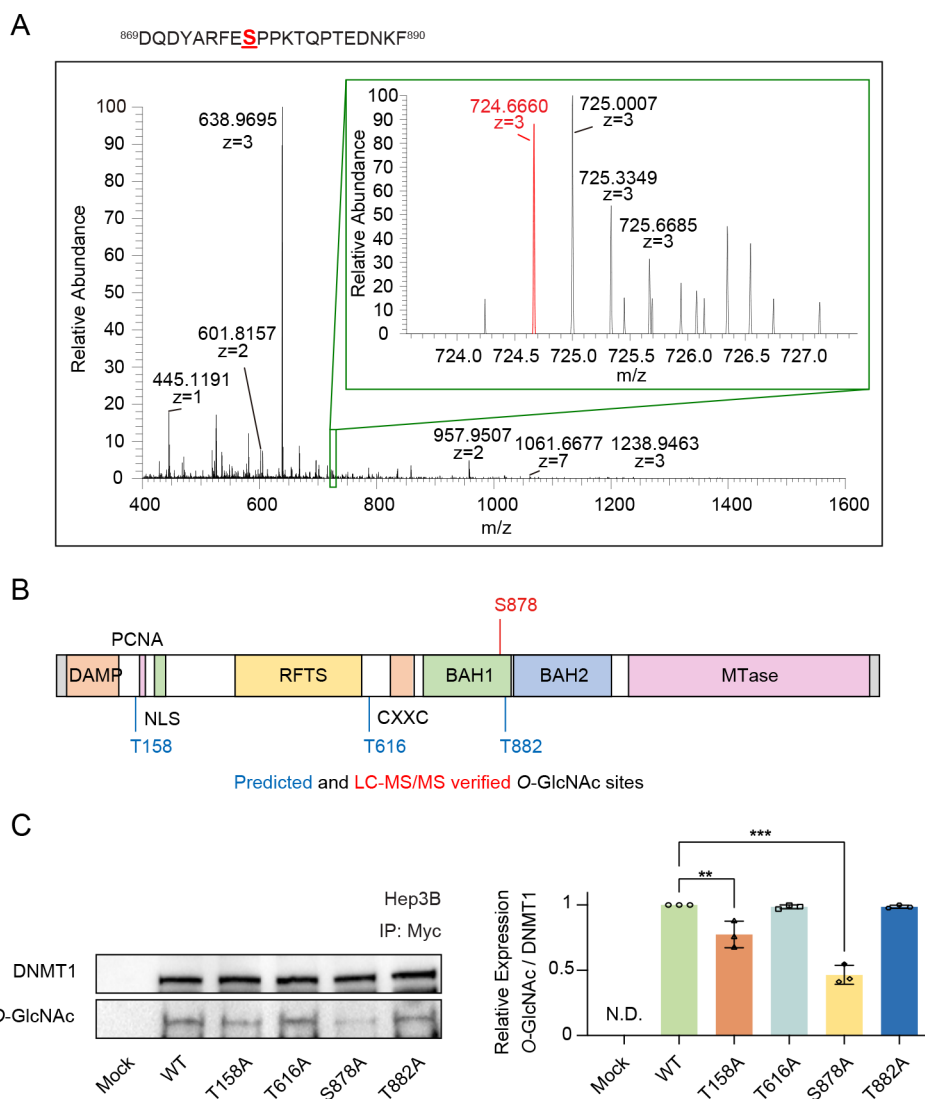 A
⁸⁶⁹DQDYARFESPPKTQPTEDNKF⁸⁹⁰
Relative Abundance
100
90
80
70
60
50
40
30
20
10
0
638.9695
z=3
601.8157
z=2
445.1191
z=1
957.9507
z=2
1061.6677
z=7
1238.9463
z=3
400
600
800
1000
1200
1400
1600
m/z
Relative Abundance
100
90
80
70
60
50
40
30
20
10
0
724.6660
z=3
725.0007
z=3
725.3349
z=3
725.6685
z=3
724.0
724.5
725.0
725.5
726.0
726.5
727.0
m/z
B
S878
PCNA
DAMP
RFTS
BAH1
BAH2
MTase
NLS
CXXC
T158
T616
T882
Predicted and LC-MS/MS verified O-GlcNAc sites
C
Hep3B
IP: Myc
DNMT1
O-GlcNAc
Mock
WT
T158A
T616A
S878A
T882A
Relative Expression
O-GlcNAc / DNMT1
1
0.5
0
N.D.
**
***
Mock
WT
T158A
T616A
S878A
T882A